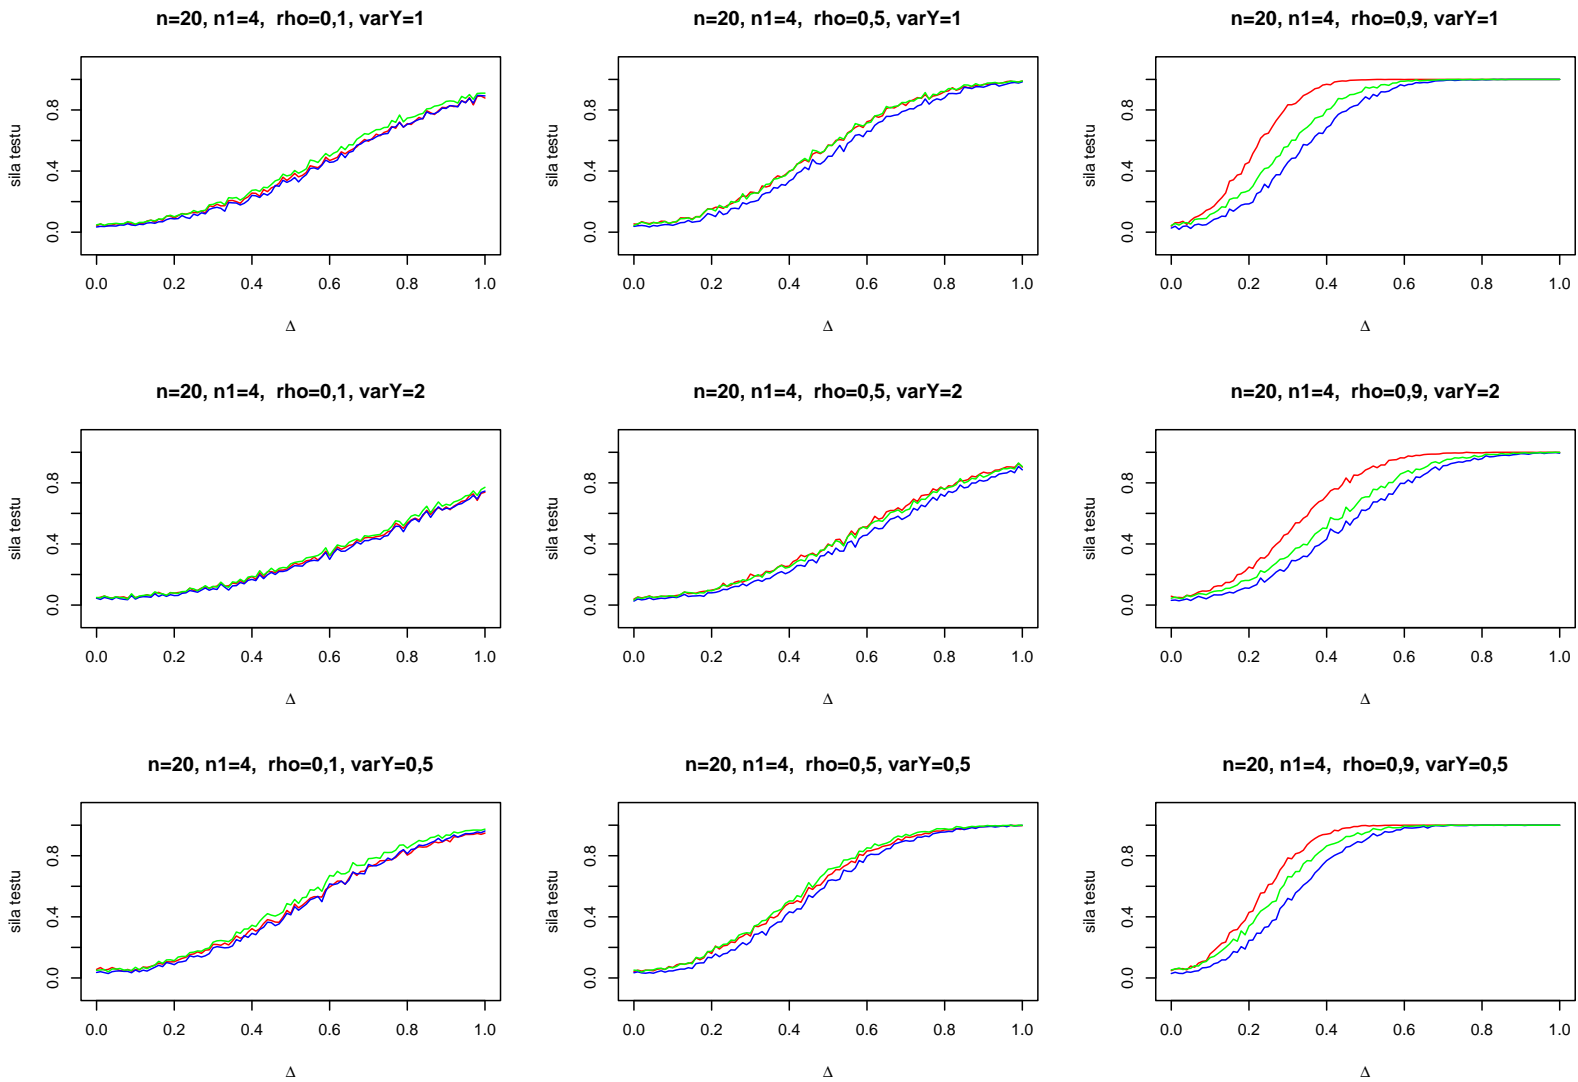 n=20, n1=4,  rho=0,1, varY=1
n=20, n1=4,  rho=0,5, varY=1
n=20, n1=4,  rho=0,9, varY=1
sila testu
0.0 0.4 0.8
0.0 0.2 0.4 0.6 0.8 1.0
Δ
sila testu
0.0 0.4 0.8
0.0 0.2 0.4 0.6 0.8 1.0
Δ
sila testu
0.0 0.4 0.8
0.0 0.2 0.4 0.6 0.8 1.0
Δ
n=20, n1=4,  rho=0,1, varY=2
n=20, n1=4,  rho=0,5, varY=2
n=20, n1=4,  rho=0,9, varY=2
sila testu
0.0 0.4 0.8
0.0 0.2 0.4 0.6 0.8 1.0
Δ
sila testu
0.0 0.4 0.8
0.0 0.2 0.4 0.6 0.8 1.0
Δ
sila testu
0.0 0.4 0.8
0.0 0.2 0.4 0.6 0.8 1.0
Δ
n=20, n1=4,  rho=0,1, varY=0,5
n=20, n1=4,  rho=0,5, varY=0,5
n=20, n1=4,  rho=0,9, varY=0,5
sila testu
0.0 0.4 0.8
0.0 0.2 0.4 0.6 0.8 1.0
Δ
sila testu
0.0 0.4 0.8
0.0 0.2 0.4 0.6 0.8 1.0
Δ
sila testu
0.0 0.4 0.8
0.0 0.2 0.4 0.6 0.8 1.0
Δ